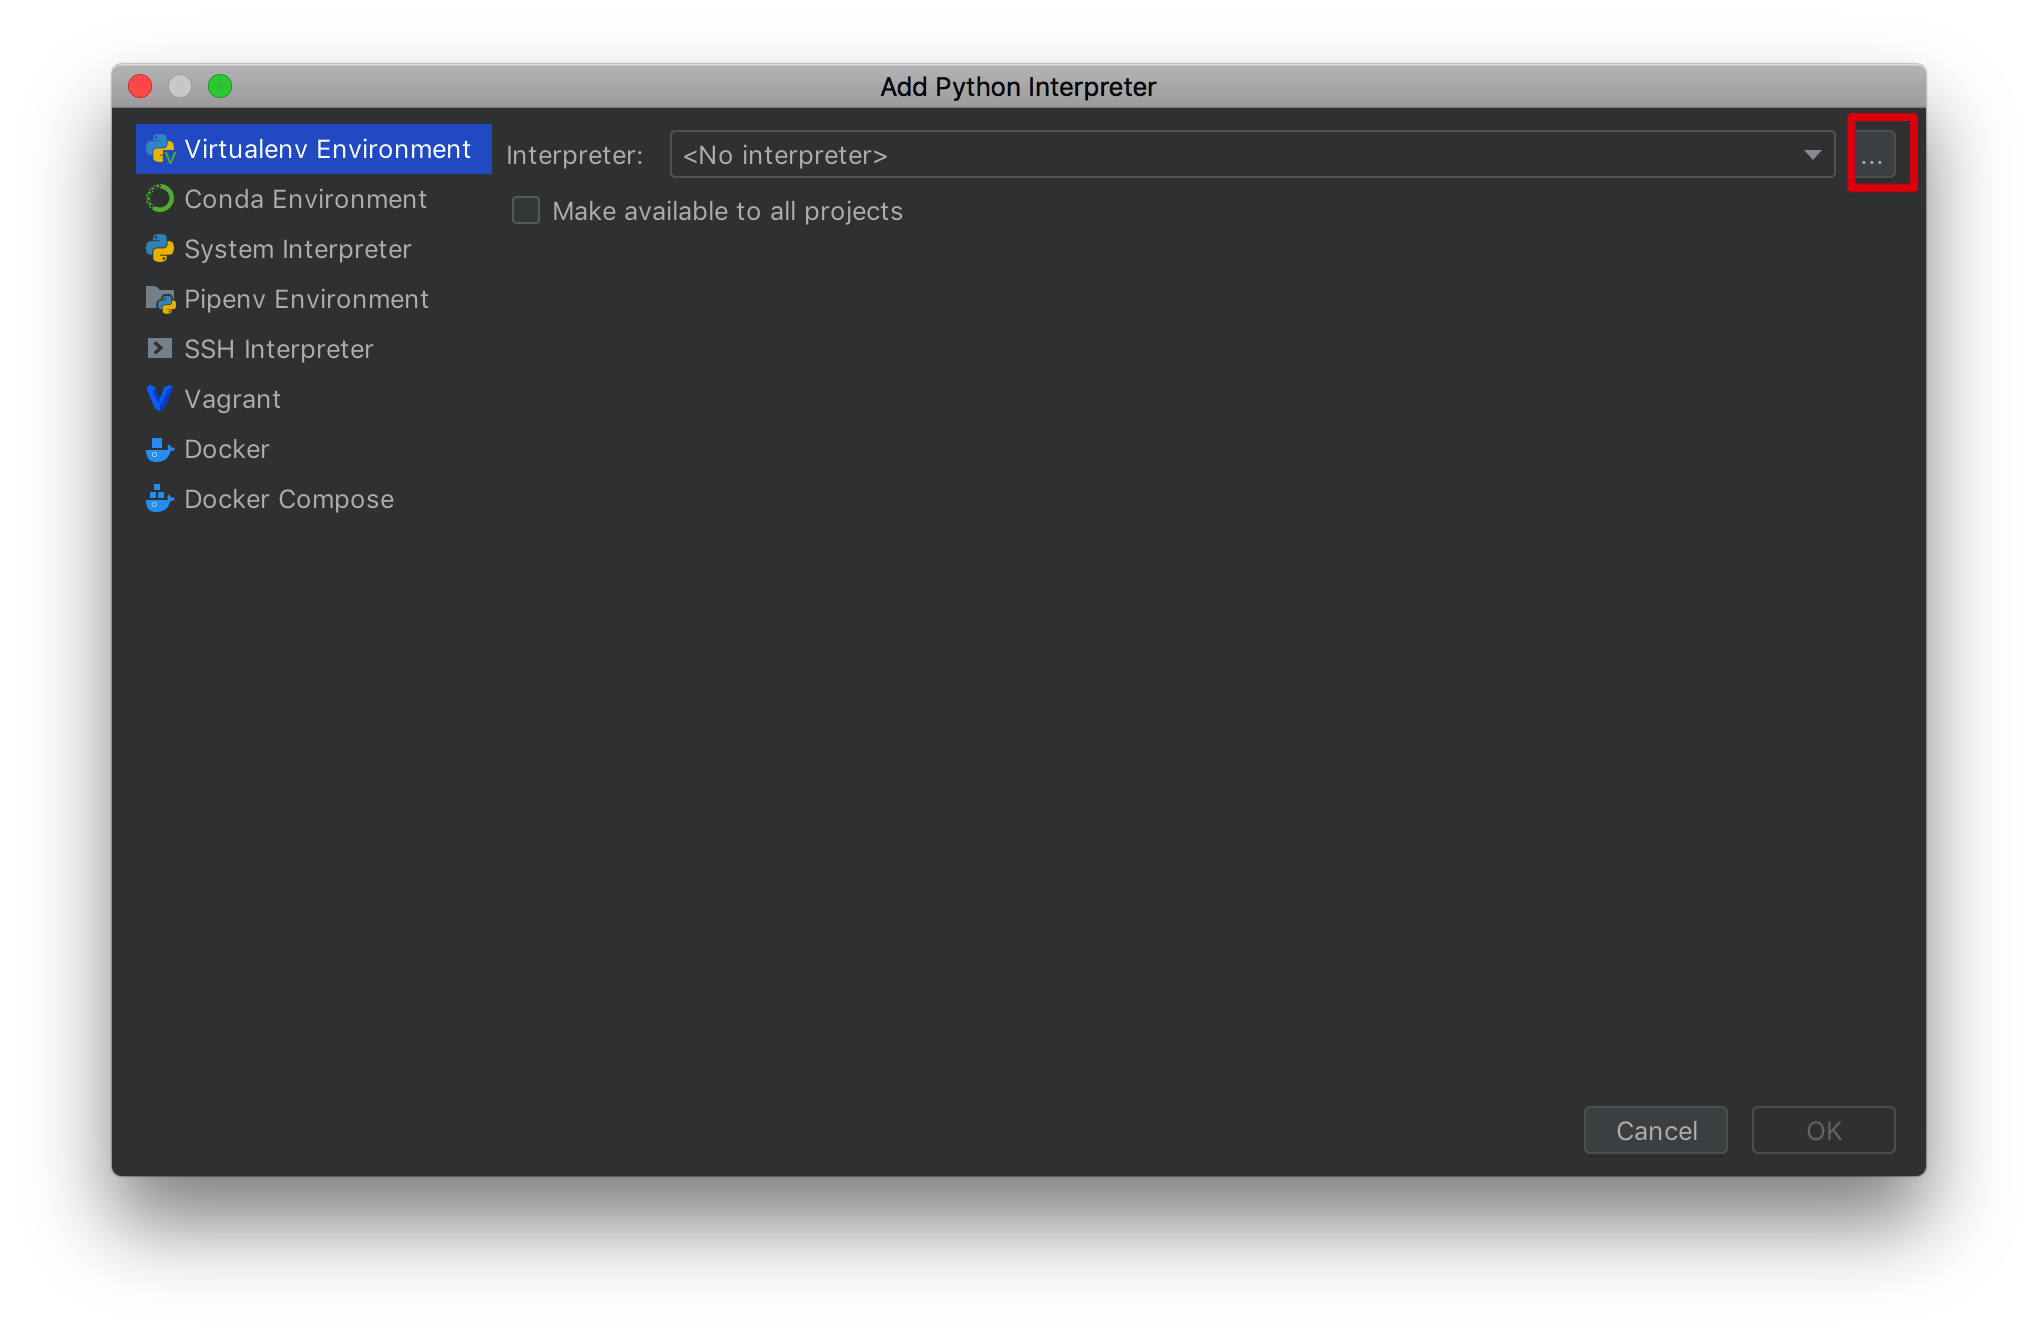 Add Python Interpreter
Virtualenv Environment
Conda Environment
System Interpreter
Pipenv Environment
SSH Interpreter
Vagrant
Docker
Docker Compose
Interpreter: <No interpreter> ...
Make available to all projects
Cancel OK